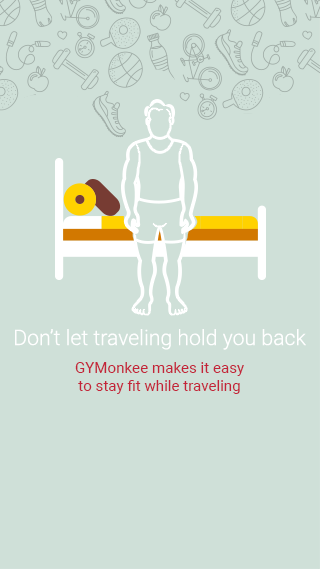 Don't let traveling hold you back
GYMonkee makes it easy
to stay fit while traveling